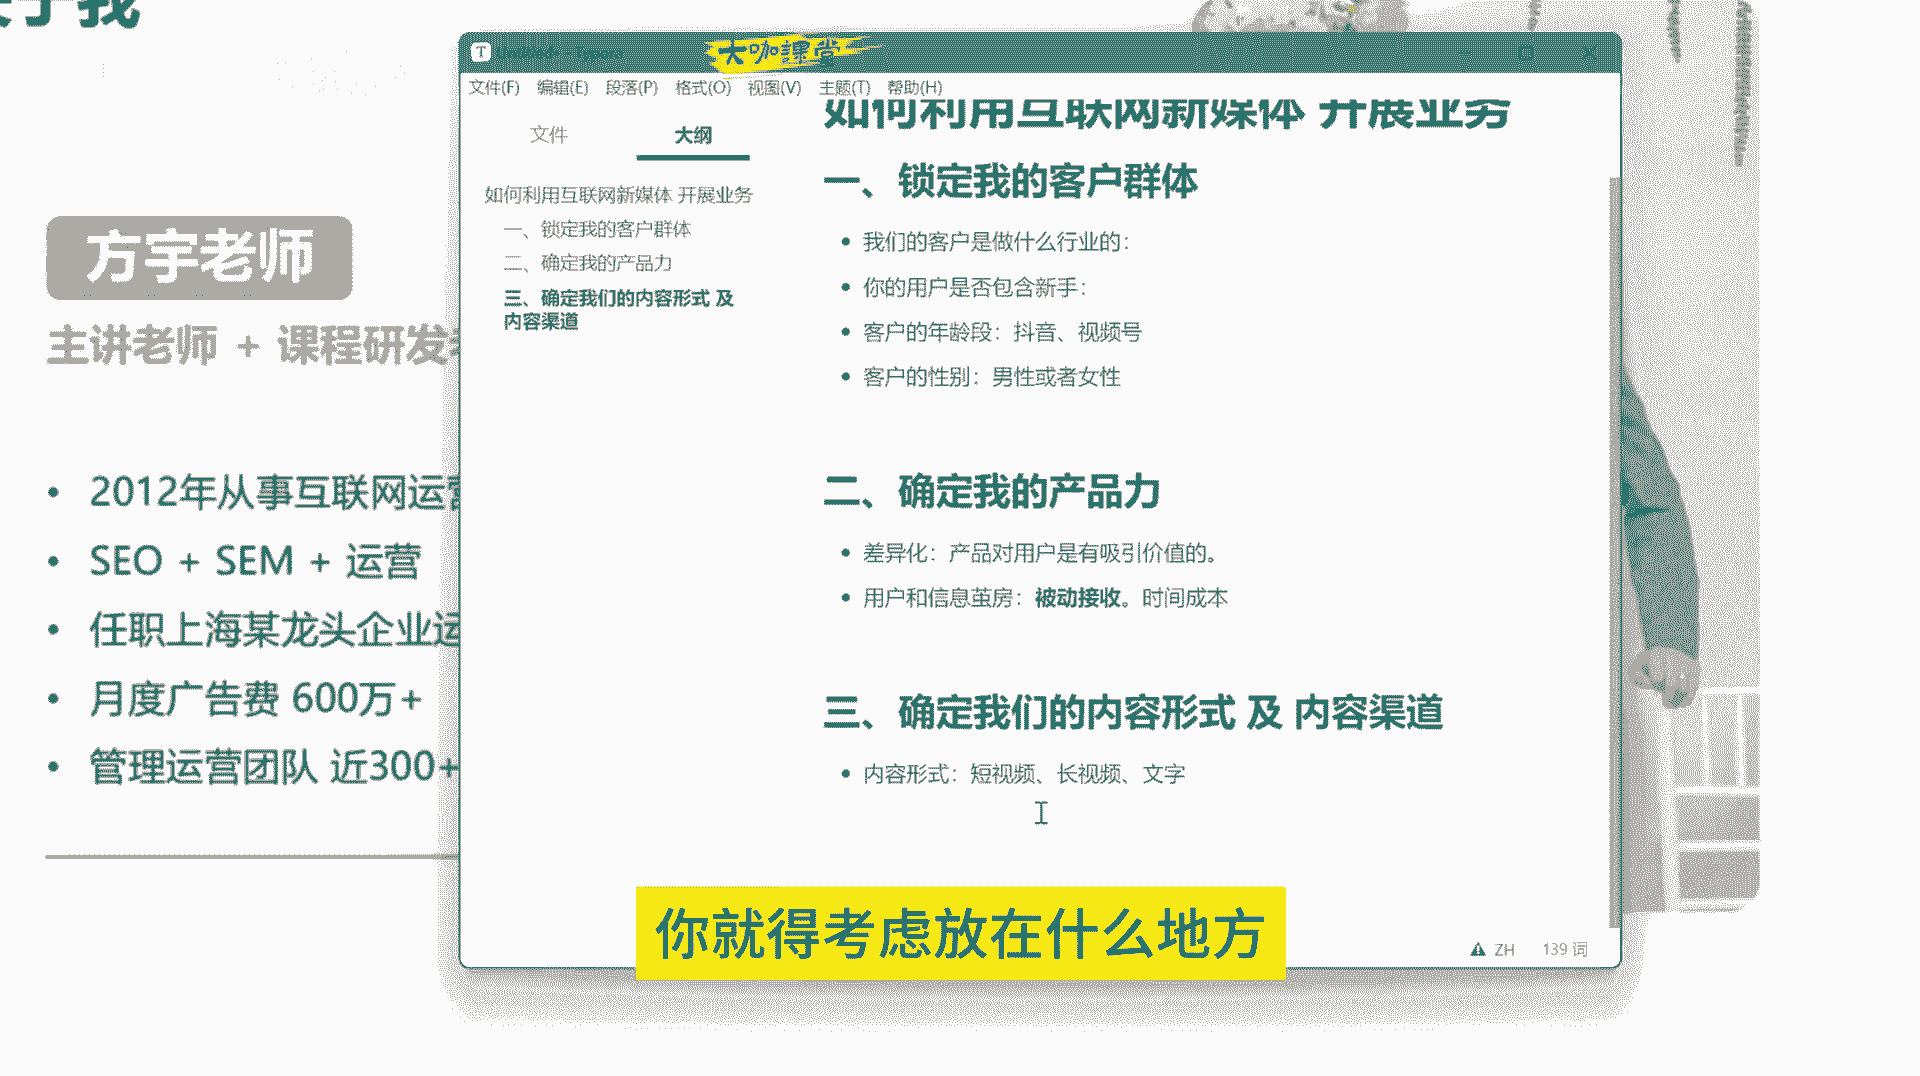 于我
方宇老师
主讲老师 + 课程研发
2012年从事互联网运营
SEO + SEM + 运营
任职上海某龙头企业运
月度广告费 600万+
管理运营团队 近300+
Untitled - Typora
大咖課堂
文件(F) 编辑(E) 段落(P) 格式(O) 视图(V) 主题(T) 帮助(H)
文件 大纲
如何利用互联网新媒体 开展业务
一、锁定我的客户群体
二、确定我的产品力
三、确定我们的内容形式 及
内容渠道
如何利用互联网新媒体 开展业务
一、锁定我的客户群体
我们的客户是做什么行业的：
你的用户是否包含新手：
客户的年龄段：抖音、视频号
客户的性别：男性或者女性
二、确定我的产品力
差异化：产品对用户是有吸引价值的。
用户和信息茧房：被动接收。时间成本
三、确定我们的内容形式 及 内容渠道
内容形式：短视频、长视频、文字
你就得考虑放在什么地方
ZH 139 词